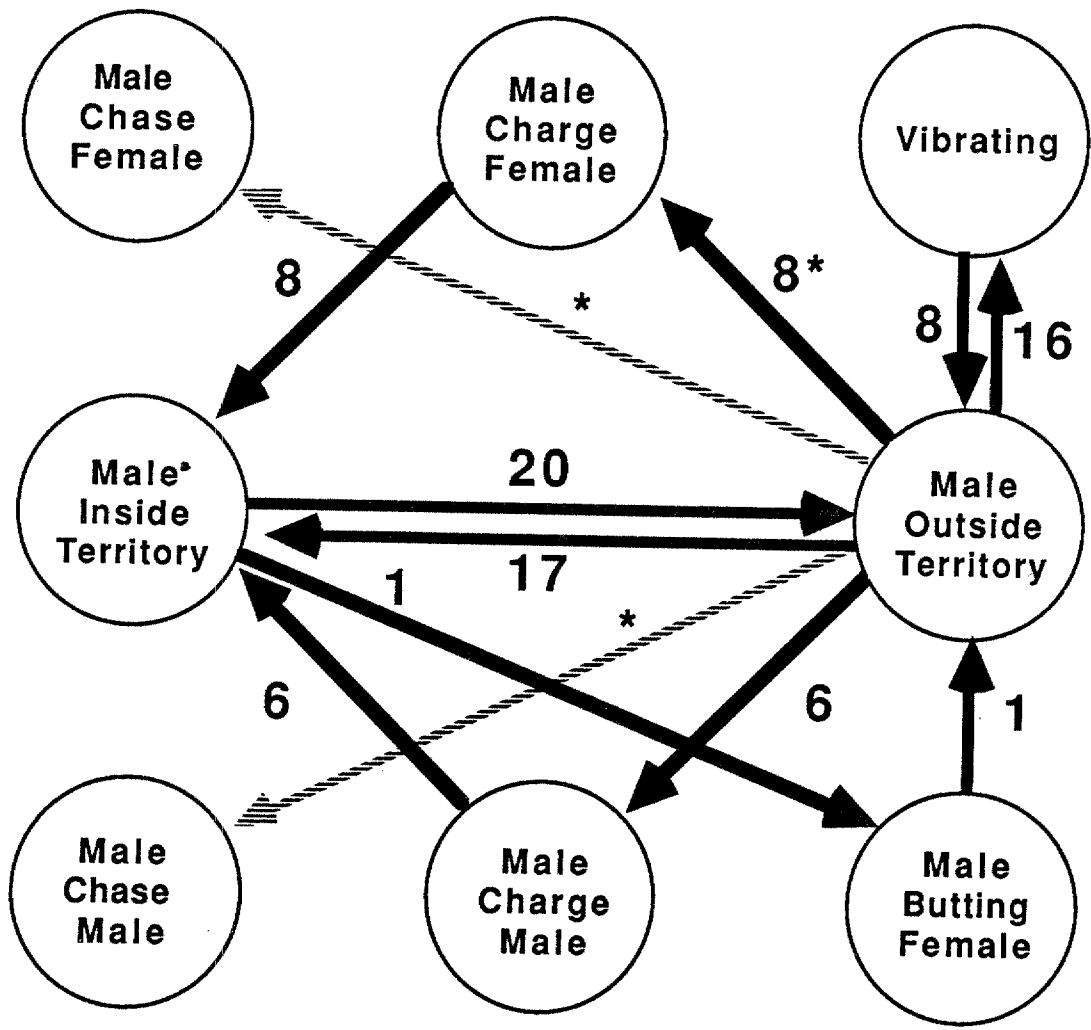 Male
Chase
Female
Male
Charge
Female
Vibrating
8
*
8*
8
16
Male*
Inside
Territory
20
17
Male
Outside
Territory
1
*
6
6
1
Male
Chase
Male
Male
Charge
Male
Male
Butting
Female